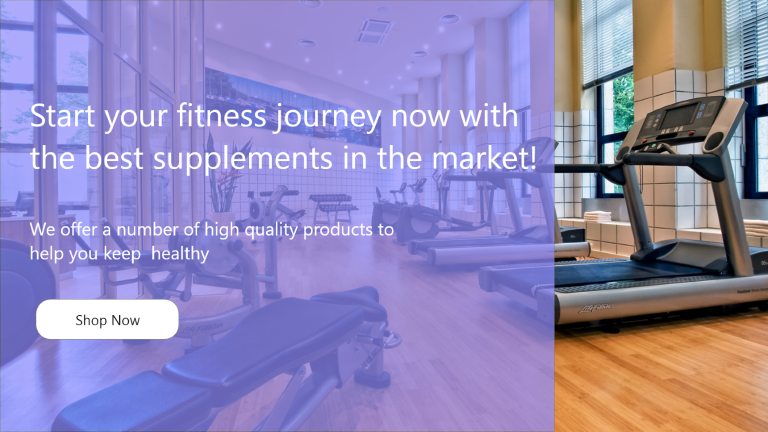 Start your fitness journey now with
the best supplements in the market!
We offer a number of high quality products to
help you keep  healthy
Shop Now